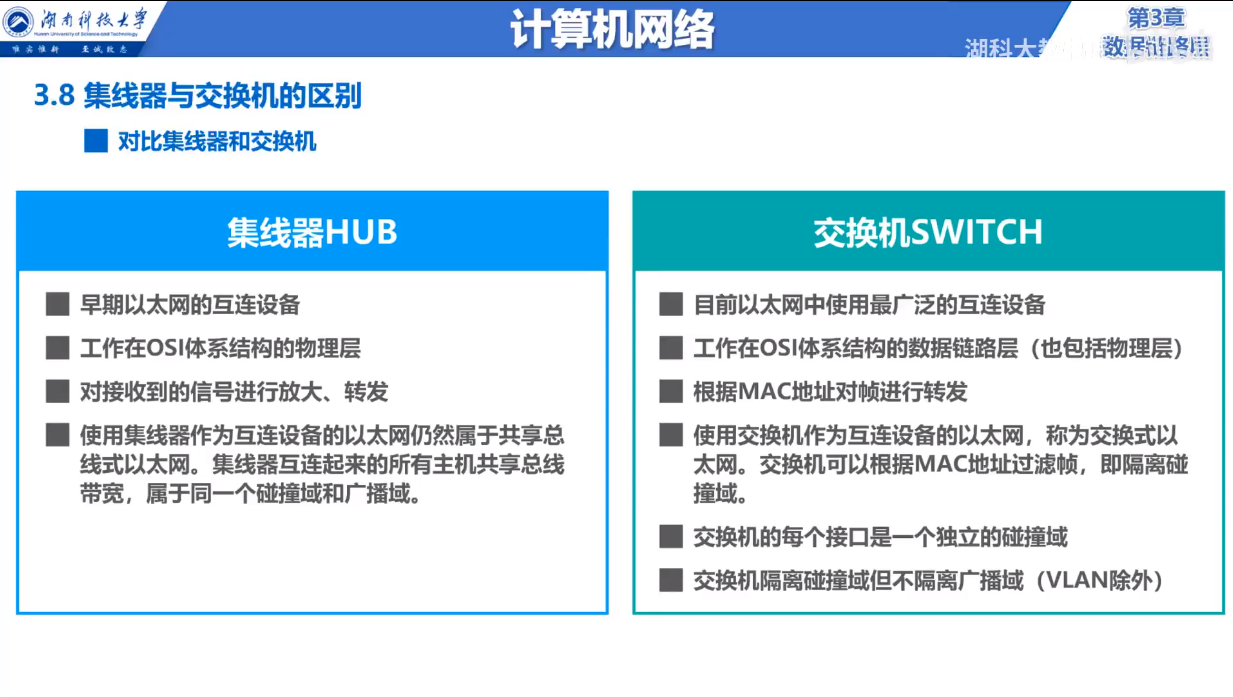 湖南科技大学
Hunan University of Science and Technology
唯实惟新 至诚致志
计算机网络
第3章
数据链路层
湖科大教
3.8 集线器与交换机的区别
对比集线器和交换机
集线器HUB
早期以太网的互连设备
工作在OSI体系结构的物理层
对接收到的信号进行放大、转发
使用集线器作为互连设备的以太网仍然属于共享总
线式以太网。集线器互连起来的所有主机共享总线
带宽，属于同一个碰撞域和广播域。
交换机SWITCH
目前以太网中使用最广泛的互连设备
工作在OSI体系结构的数据链路层（也包括物理层）
根据MAC地址对帧进行转发
使用交换机作为互连设备的以太网，称为交换式以
太网。交换机可以根据MAC地址过滤帧，即隔离碰
撞域。
交换机的每个接口是一个独立的碰撞域
交换机隔离碰撞域但不隔离广播域（VLAN除外）